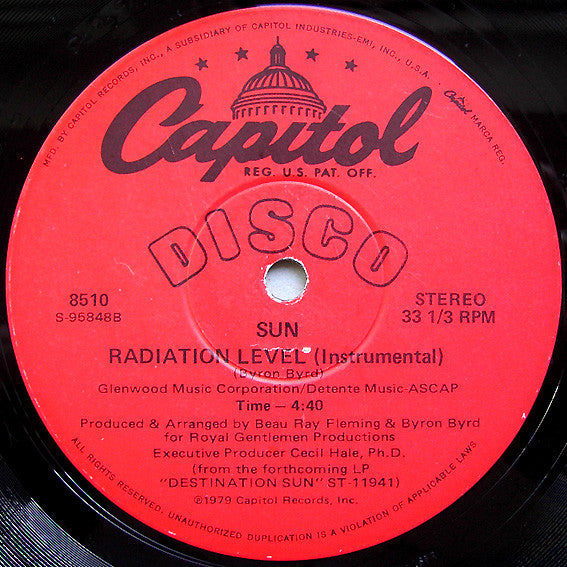 MFD. BY CAPITOL RECORDS, INC., A SUBSIDIARY OF CAPITOL INDUSTRIES-EMI, INC., U.S.A.
Capitol MARCA REG.
Capitol
REG. U.S. PAT. OFF.
DISCO
8510
S-95848B
STEREO
33 1/3 RPM
SUN
RADIATION LEVEL (Instrumental)
(Byron Byrd)
Glenwood Music Corporation/Detente Music-ASCAP
Time – 4:40
Produced & Arranged by Beau Ray Fleming & Byron Byrd
for Royal Gentlemen Productions
Executive Producer Cecil Hale, Ph.D.
(from the forthcoming LP
"DESTINATION SUN" ST-11941)
℗1979 Capitol Records, Inc.
ALL RIGHTS RESERVED. UNAUTHORIZED DUPLICATION IS A VIOLATION OF APPLICABLE LAWS